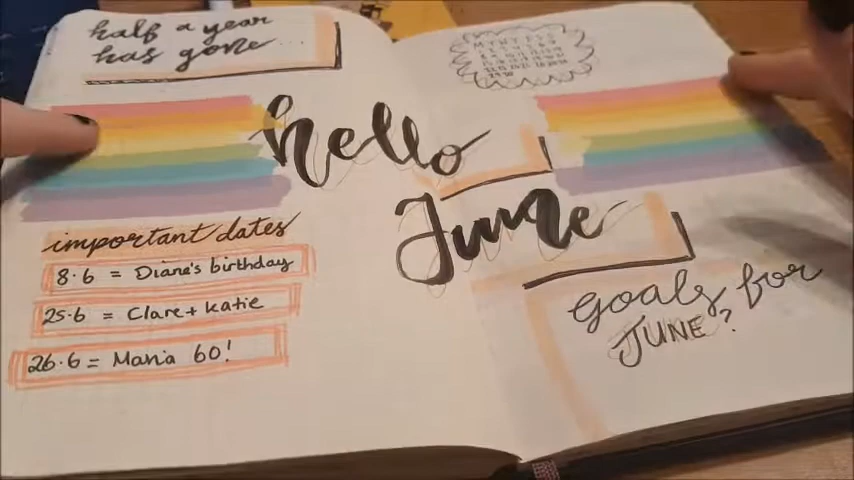 half a year
has gone
hello
June
important dates
8.6 = Diane's birthday
25.6 = Clare + Katie
26.6 = Maria 60!
goals for
JUNE?